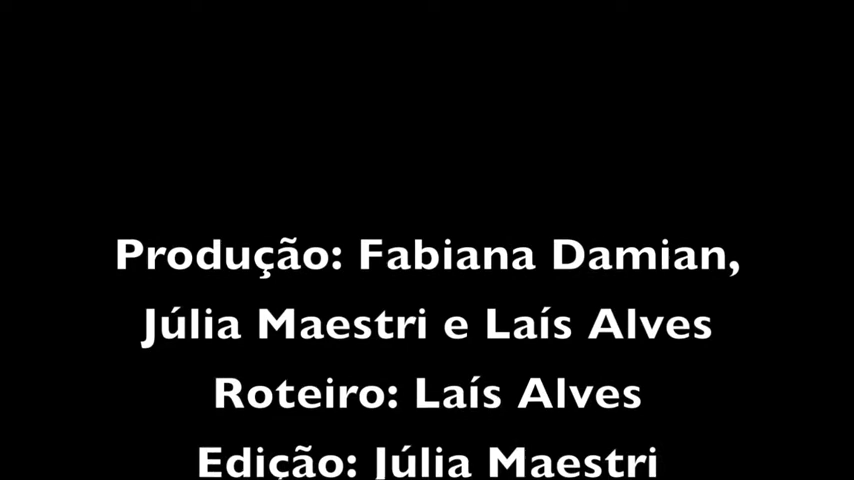 Produção: Fabiana Damian,
Júlia Maestri e Laís Alves
Roteiro: Laís Alves
Edição: Júlia Maestri